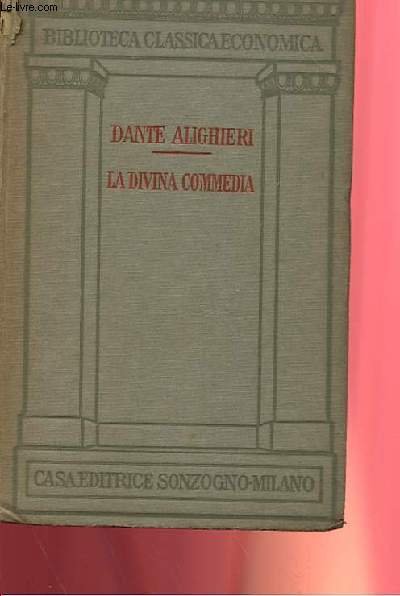 Le-livre.com
BIBLIOTECA CLASSICA ECONOMICA
DANTE ALIGHIERI
LA DIVINA COMMEDIA
CASA EDITRICE SONZOGNO-MILANO